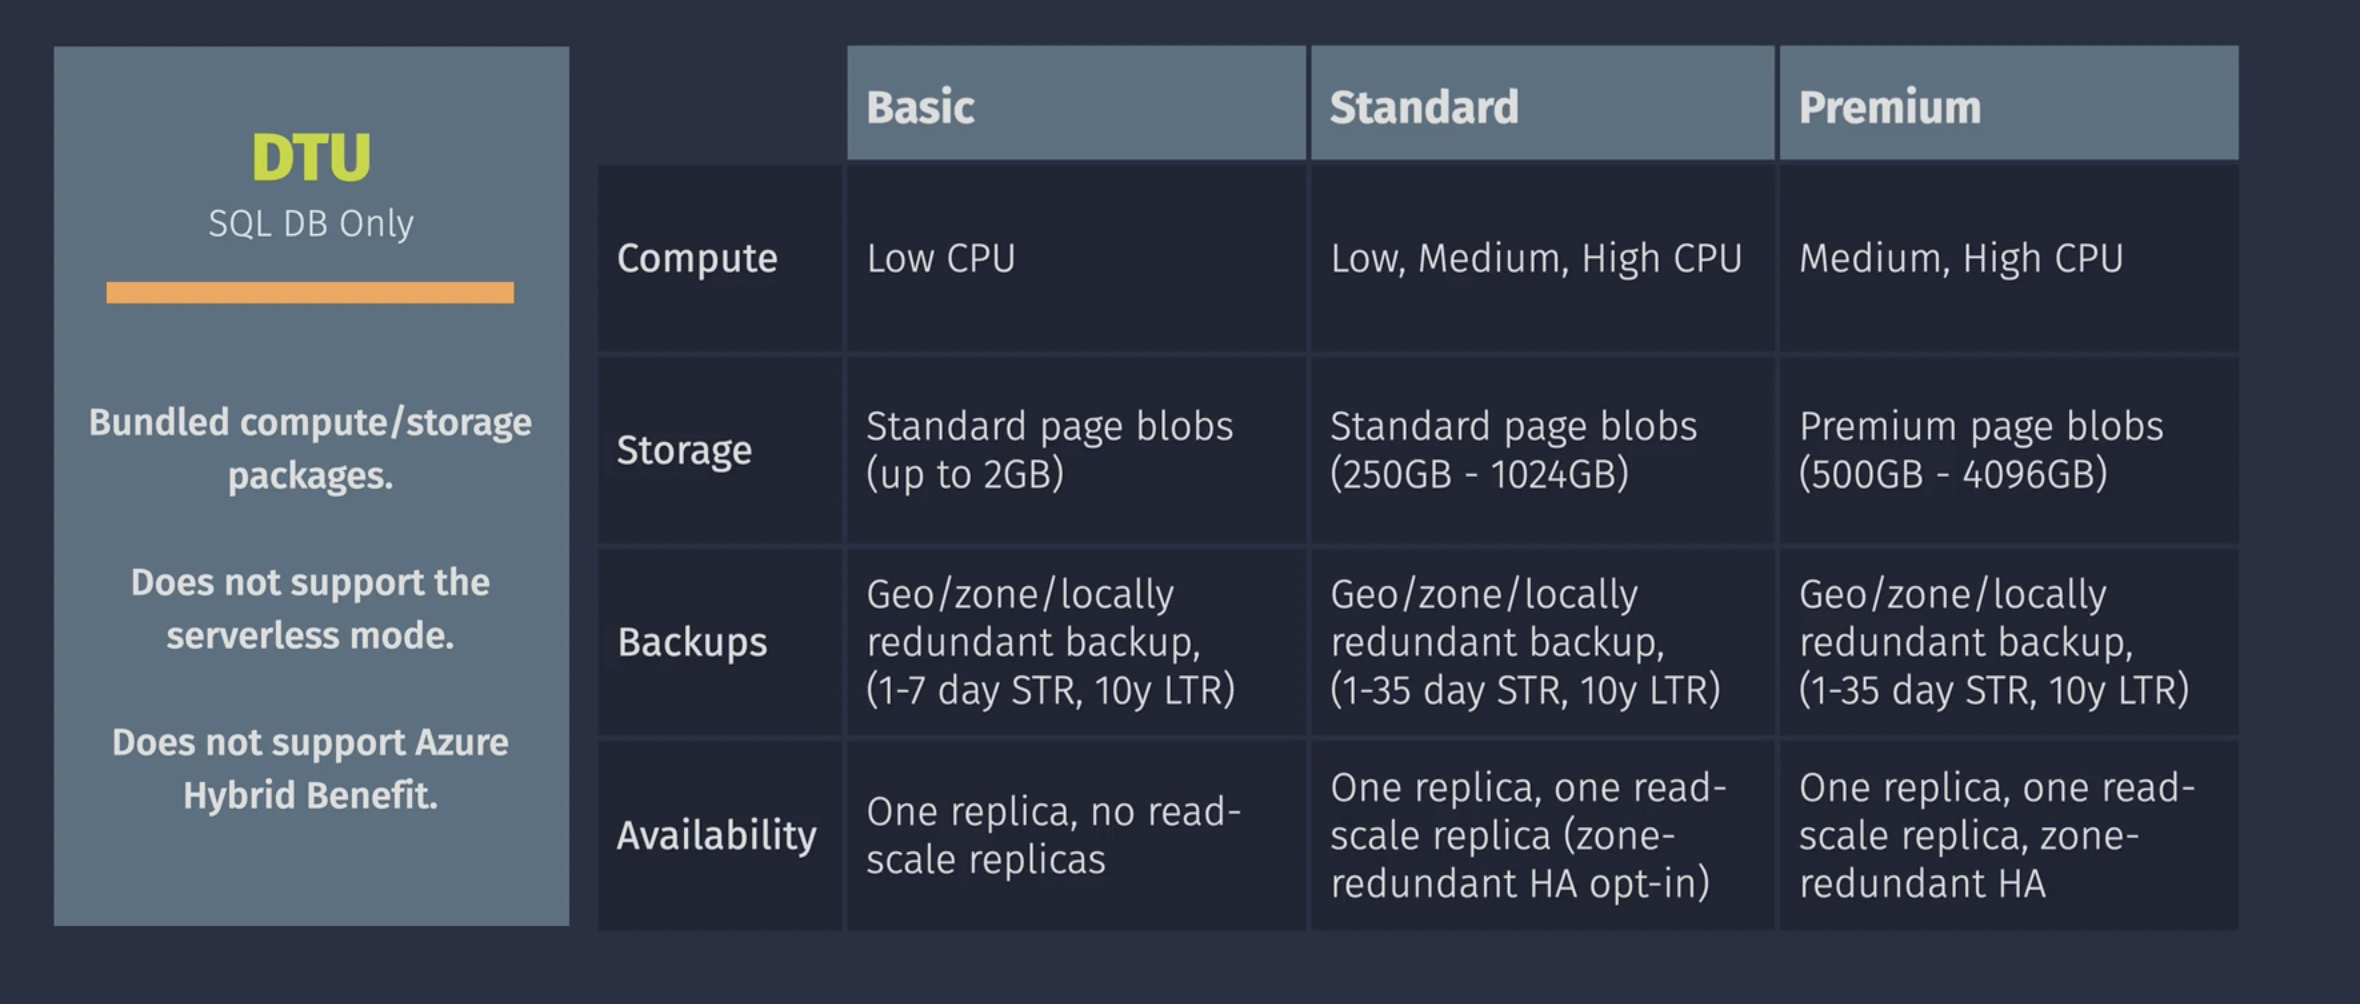 DTU
SQL DB Only
Bundled compute/storage
packages.
Does not support the
serverless mode.
Does not support Azure
Hybrid Benefit.
Basic
Standard
Premium
Compute
Low CPU
Low, Medium, High CPU
Medium, High CPU
Storage
Standard page blobs
(up to 2GB)
Standard page blobs
(250GB - 1024GB)
Premium page blobs
(500GB - 4096GB)
Backups
Geo/zone/locally
redundant backup,
(1-7 day STR, 10y LTR)
Geo/zone/locally
redundant backup,
(1-35 day STR, 10y LTR)
Geo/zone/locally
redundant backup,
(1-35 day STR, 10y LTR)
Availability
One replica, no read-
scale replicas
One replica, one read-
scale replica (zone-
redundant HA opt-in)
One replica, one read-
scale replica, zone-
redundant HA